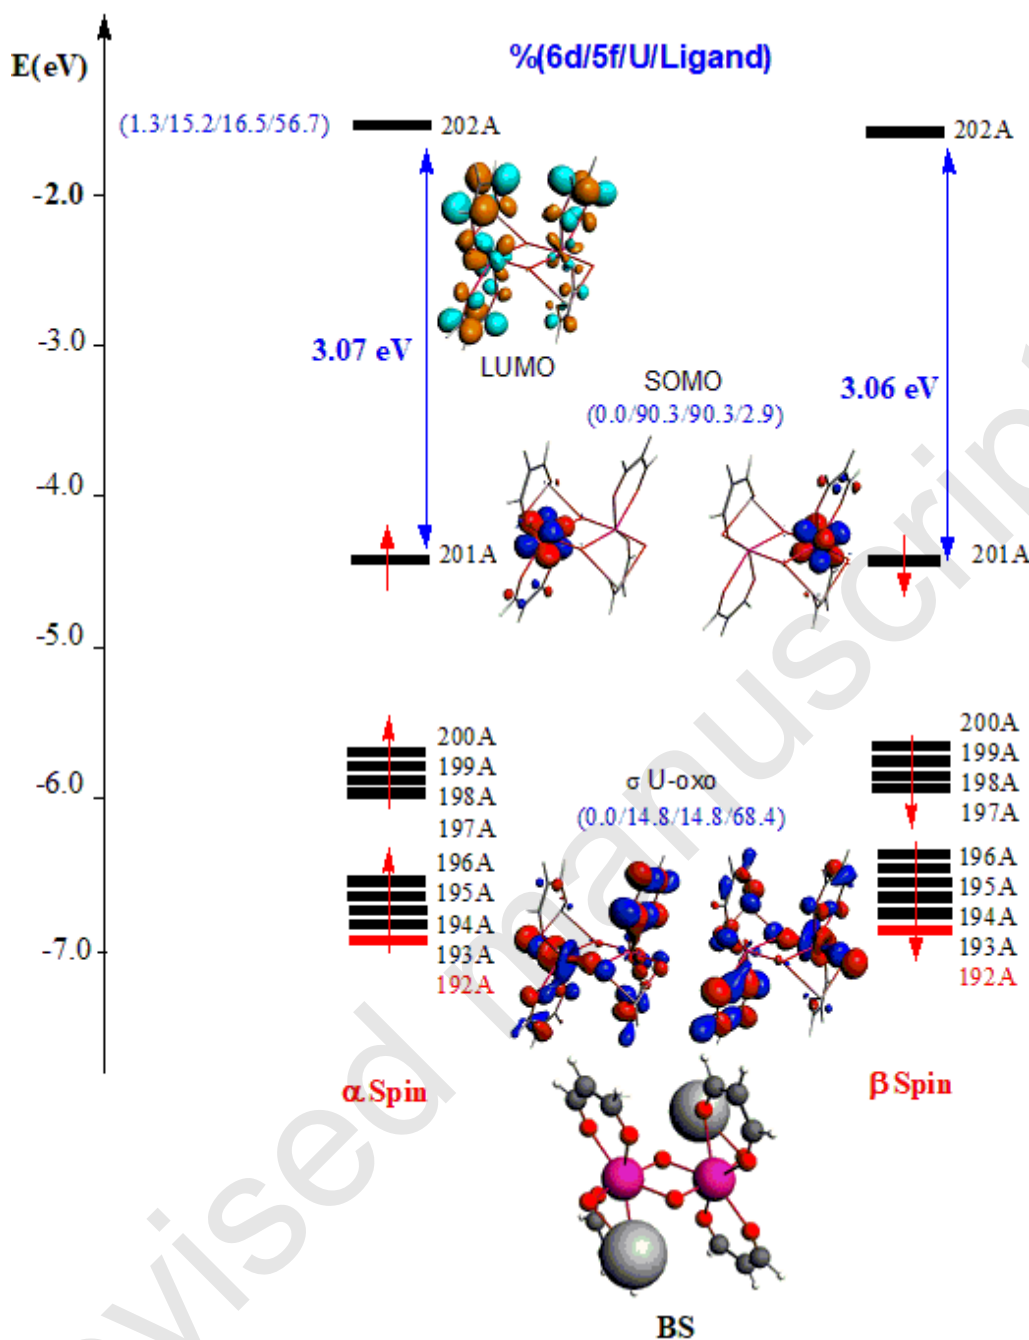 %(6d/5f/U/Ligand)
E(eV)
(1.3/15.2/16.5/56.7)
202A
202A
-2.0
-3.0
3.07 eV
LUMO
SOMO
3.06 eV
(0.0/90.3/90.3/2.9)
-4.0
201A
201A
-5.0
200A
199A
198A
197A
200A
199A
198A
197A
-6.0
σ U-oxo
(0.0/14.8/14.8/68.4)
196A
195A
194A
193A
192A
196A
195A
194A
193A
192A
-7.0
α Spin
β Spin
BS
vised manuscrip